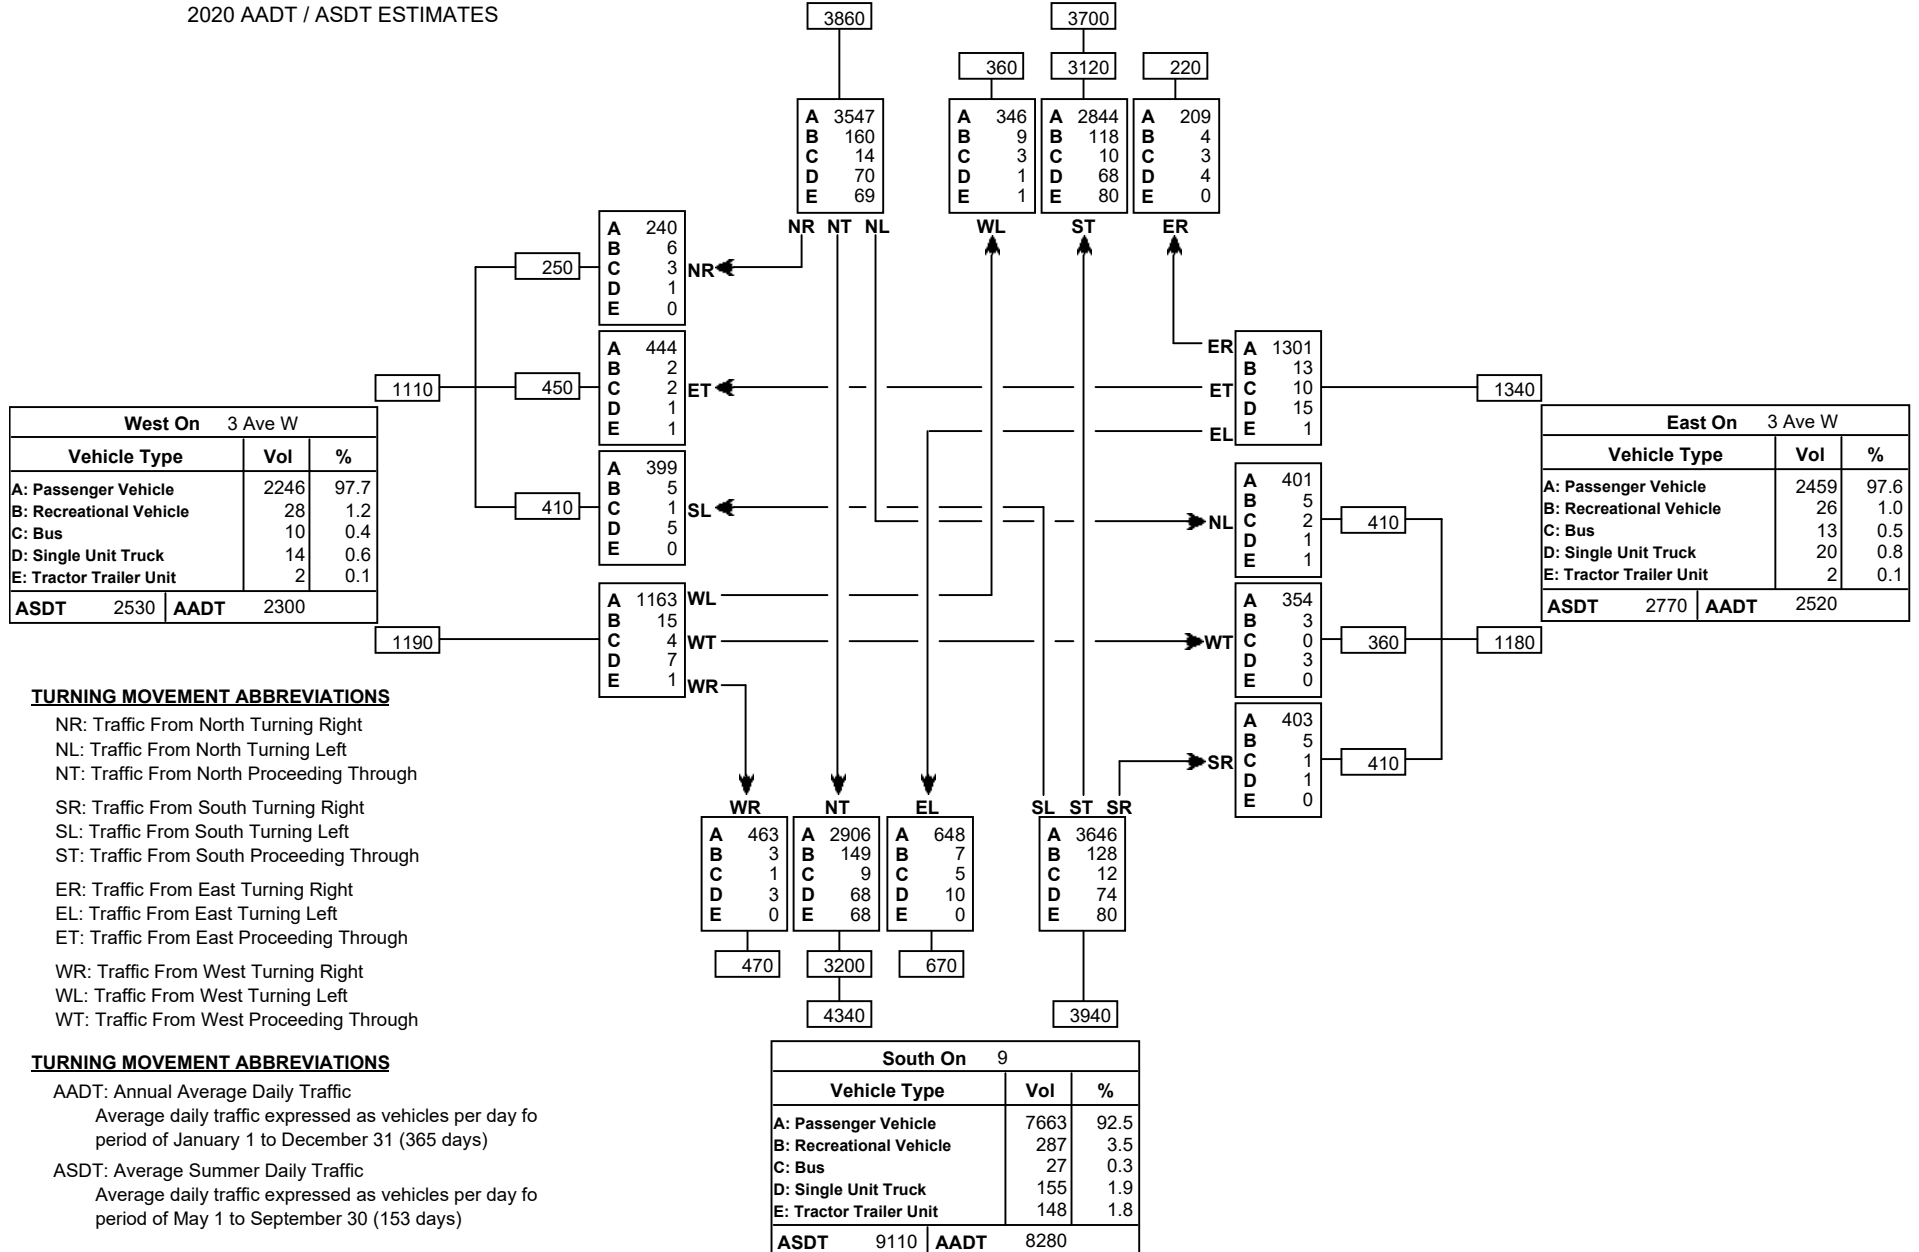 2020 AADT / ASDT ESTIMATES
3860
3700
360
3120
220
A 3547
B 160
C 14
D 70
E 69
A 346
B 9
C 3
D 1
E 1
A 2844
B 118
C 10
D 68
E 80
A 209
B 4
C 3
D 4
E 0
NR NT NL
WL
ST
ER
250
A 240
B 6
C 3
D 1
E 0
NR
1110
450
A 444
B 2
C 2
D 1
E 1
ET
410
A 399
B 5
C 1
D 5
E 0
SL
1190
A 1163
B 15
C 4
D 7
E 1
WL
WT
WR
West On 3 Ave W
Vehicle Type Vol %
A: Passenger Vehicle 2246 97.7
B: Recreational Vehicle 28 1.2
C: Bus 10 0.4
D: Single Unit Truck 14 0.6
E: Tractor Trailer Unit 2 0.1
ASDT 2530 AADT 2300
ER
ET
EL
A 1301
B 13
C 10
D 15
E 1
1340
NL
A 401
B 5
C 2
D 1
E 1
410
WT
A 354
B 3
C 0
D 3
E 0
360
1180
SR
A 403
B 5
C 1
D 1
E 0
410
East On 3 Ave W
Vehicle Type Vol %
A: Passenger Vehicle 2459 97.6
B: Recreational Vehicle 26 1.0
C: Bus 13 0.5
D: Single Unit Truck 20 0.8
E: Tractor Trailer Unit 2 0.1
ASDT 2770 AADT 2520
TURNING MOVEMENT ABBREVIATIONS
NR: Traffic From North Turning Right
NL: Traffic From North Turning Left
NT: Traffic From North Proceeding Through
SR: Traffic From South Turning Right
SL: Traffic From South Turning Left
ST: Traffic From South Proceeding Through
ER: Traffic From East Turning Right
EL: Traffic From East Turning Left
ET: Traffic From East Proceeding Through
WR: Traffic From West Turning Right
WL: Traffic From West Turning Left
WT: Traffic From West Proceeding Through
TURNING MOVEMENT ABBREVIATIONS
AADT: Annual Average Daily Traffic
Average daily traffic expressed as vehicles per day fo
period of January 1 to December 31 (365 days)
ASDT: Average Summer Daily Traffic
Average daily traffic expressed as vehicles per day fo
period of May 1 to September 30 (153 days)
WR
NT
EL
SL ST SR
A 463
B 3
C 1
D 3
E 0
A 2906
B 149
C 9
D 68
E 68
A 648
B 7
C 5
D 10
E 0
A 3646
B 128
C 12
D 74
E 80
470
3200
670
4340
3940
South On 9
Vehicle Type Vol %
A: Passenger Vehicle 7663 92.5
B: Recreational Vehicle 287 3.5
C: Bus 27 0.3
D: Single Unit Truck 155 1.9
E: Tractor Trailer Unit 148 1.8
ASDT 9110 AADT 8280